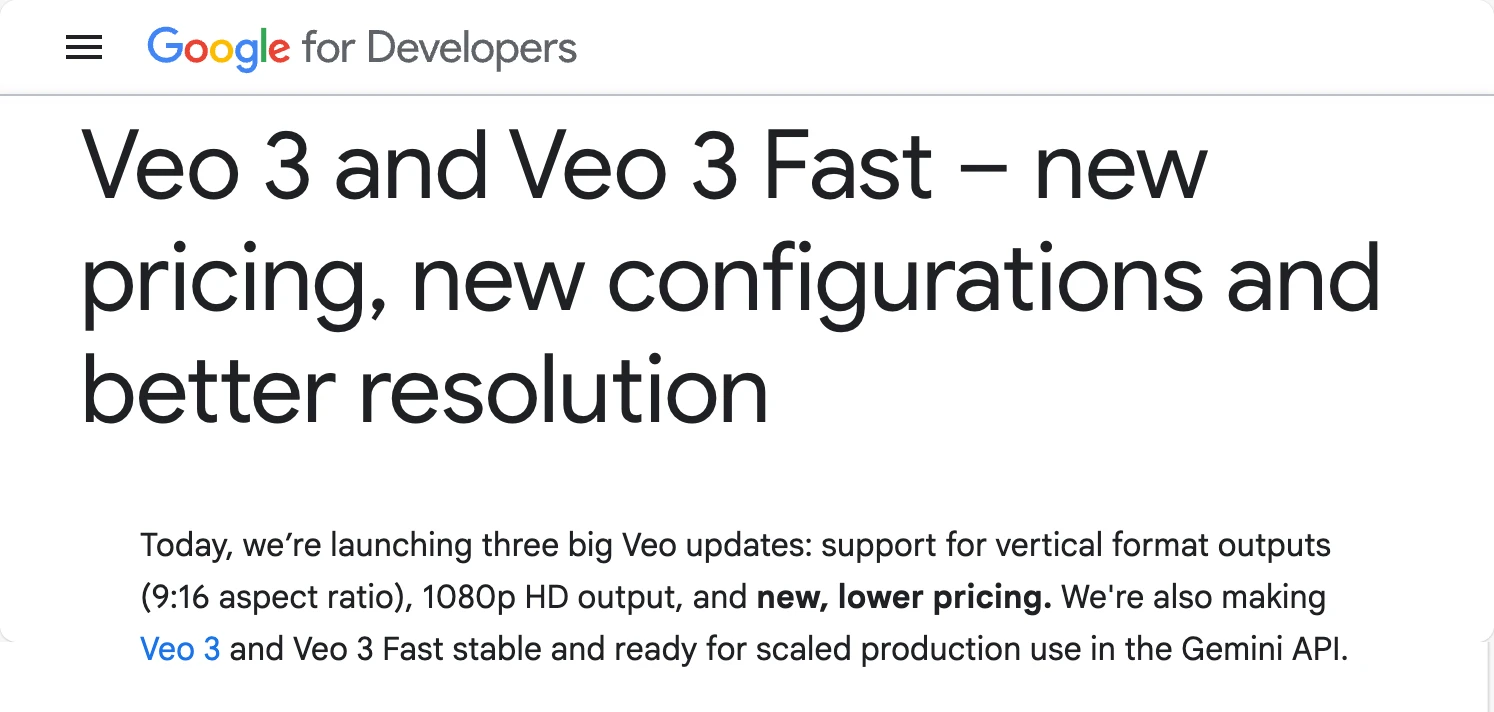 Google for Developers
Veo 3 and Veo 3 Fast – new
pricing, new configurations and
better resolution
Today, we’re launching three big Veo updates: support for vertical format outputs
(9:16 aspect ratio), 1080p HD output, and new, lower pricing. We're also making
Veo 3 and Veo 3 Fast stable and ready for scaled production use in the Gemini API.